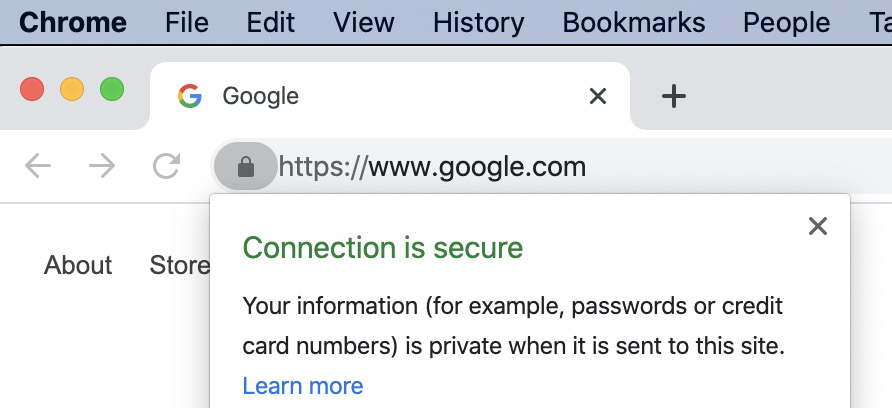 Chrome File Edit View History Bookmarks People
Google
https://www.google.com
About Store
Connection is secure
Your information (for example, passwords or credit
card numbers) is private when it is sent to this site.
Learn more